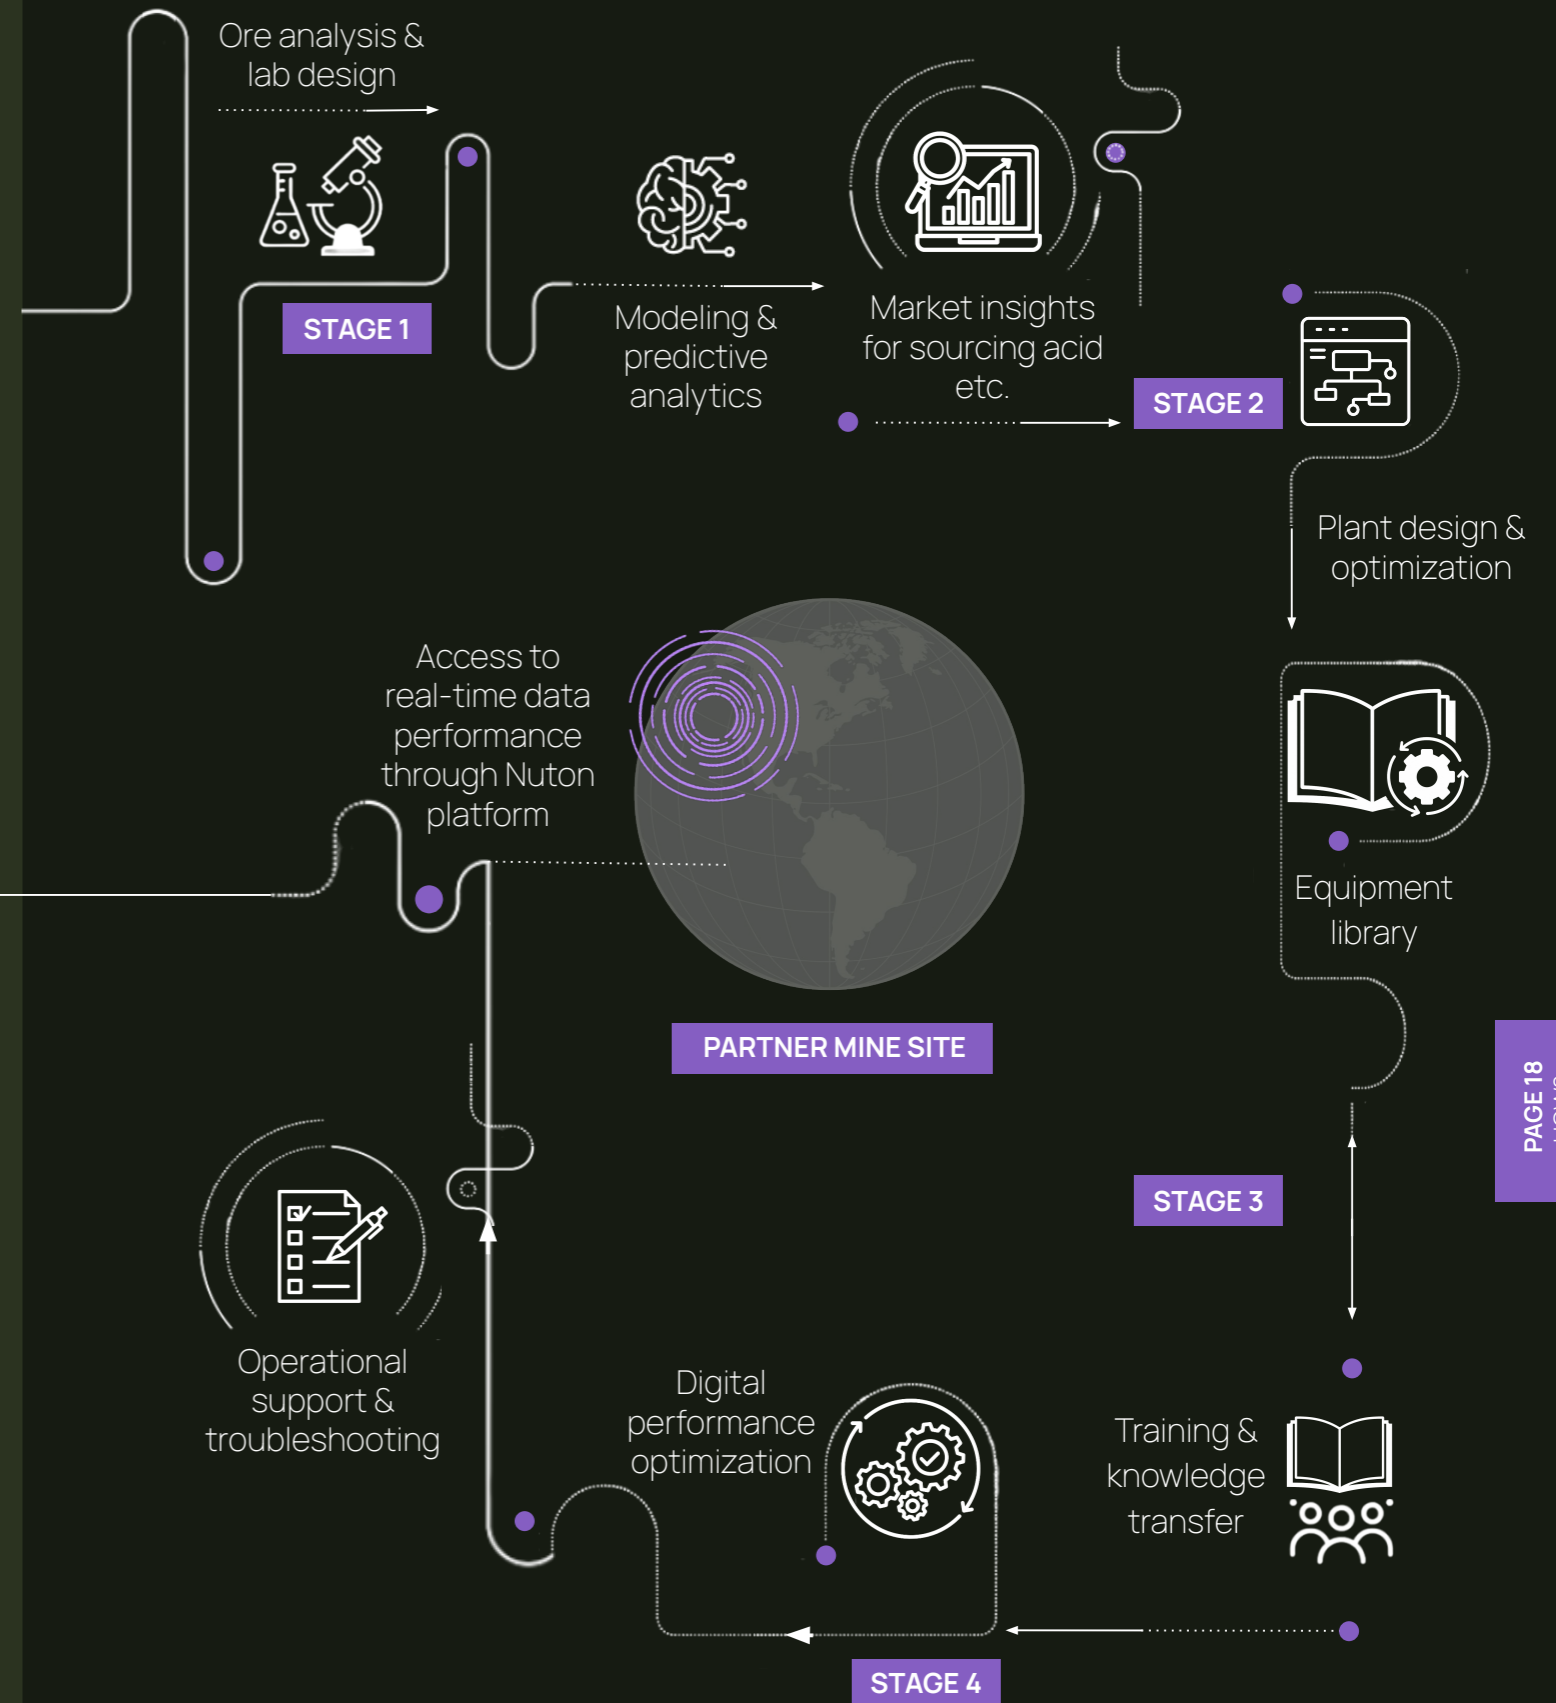 Ore analysis &
lab design
STAGE 1
Modeling &
predictive
analytics
Market insights
for sourcing acid
etc.
STAGE 2
Plant design &
optimization
Access to
real-time data
performance
through Nuton
platform
Equipment
library
PARTNER MINE SITE
PAGE 18
STAGE 3
Operational
support &
troubleshooting
Digital
performance
optimization
Training &
knowledge
transfer
STAGE 4